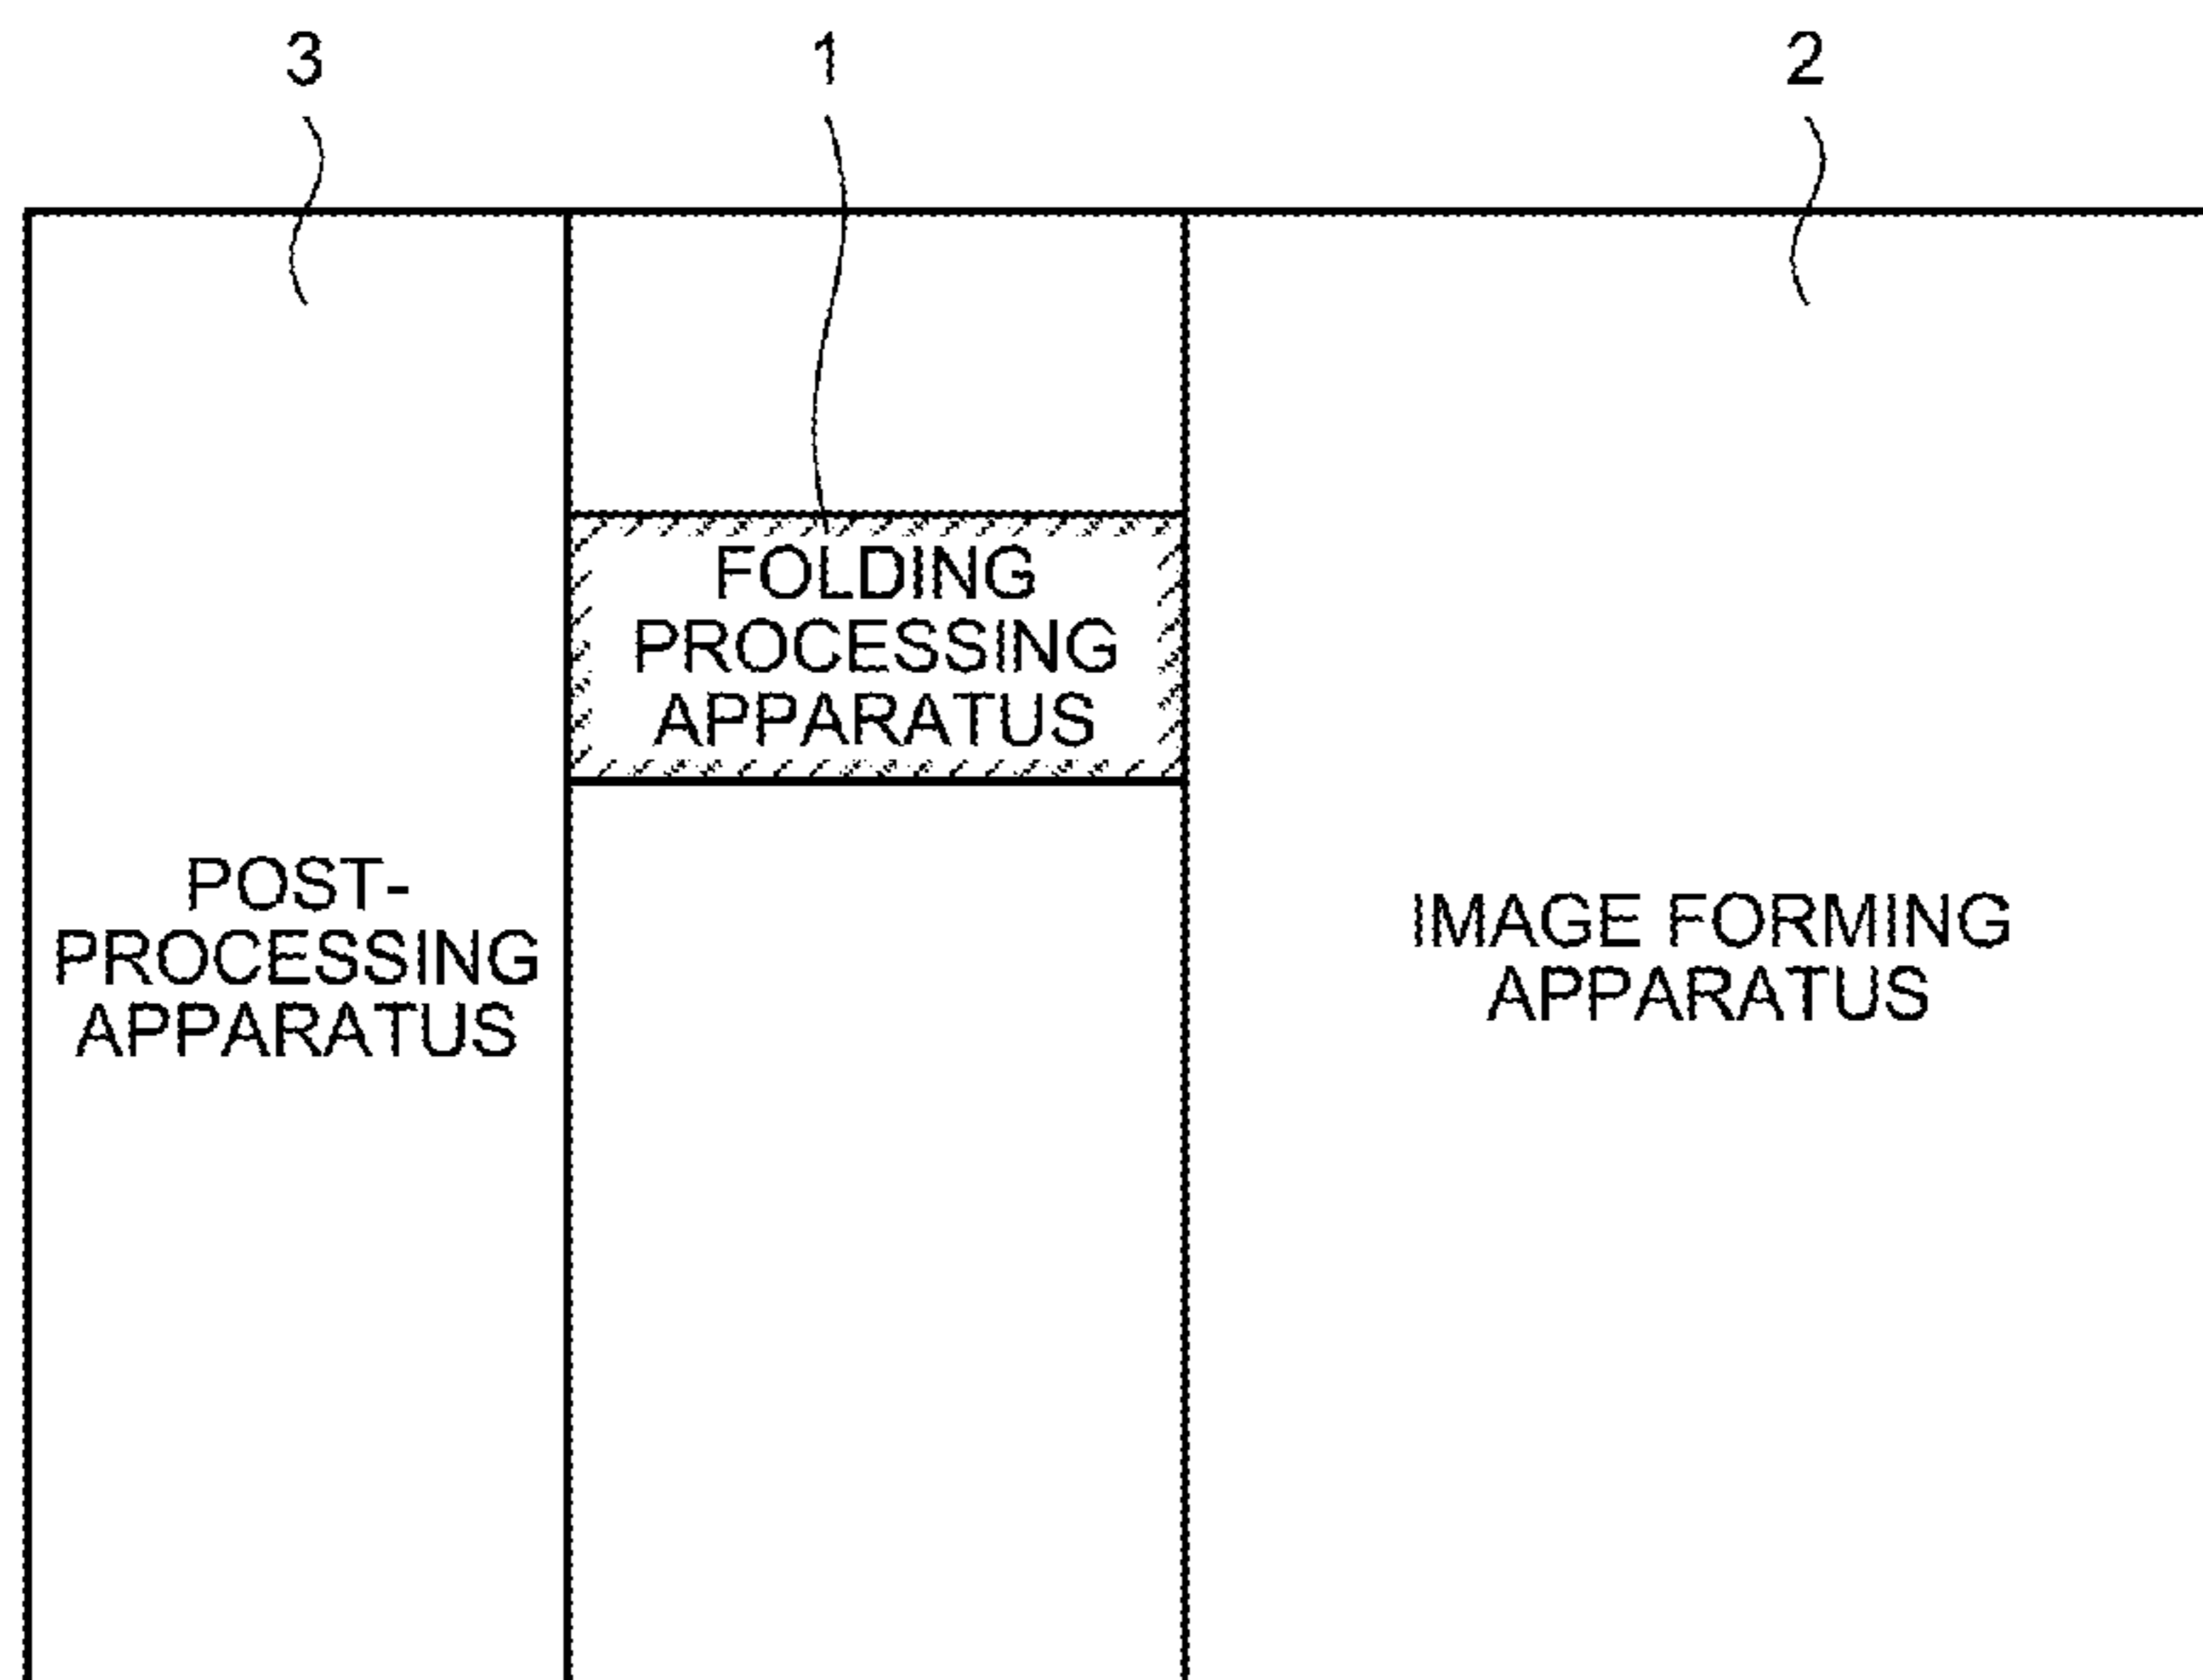 3
1
2
FOLDING
PROCESSING
APPARATUS
POST-
PROCESSING
APPARATUS
IMAGE FORMING
APPARATUS